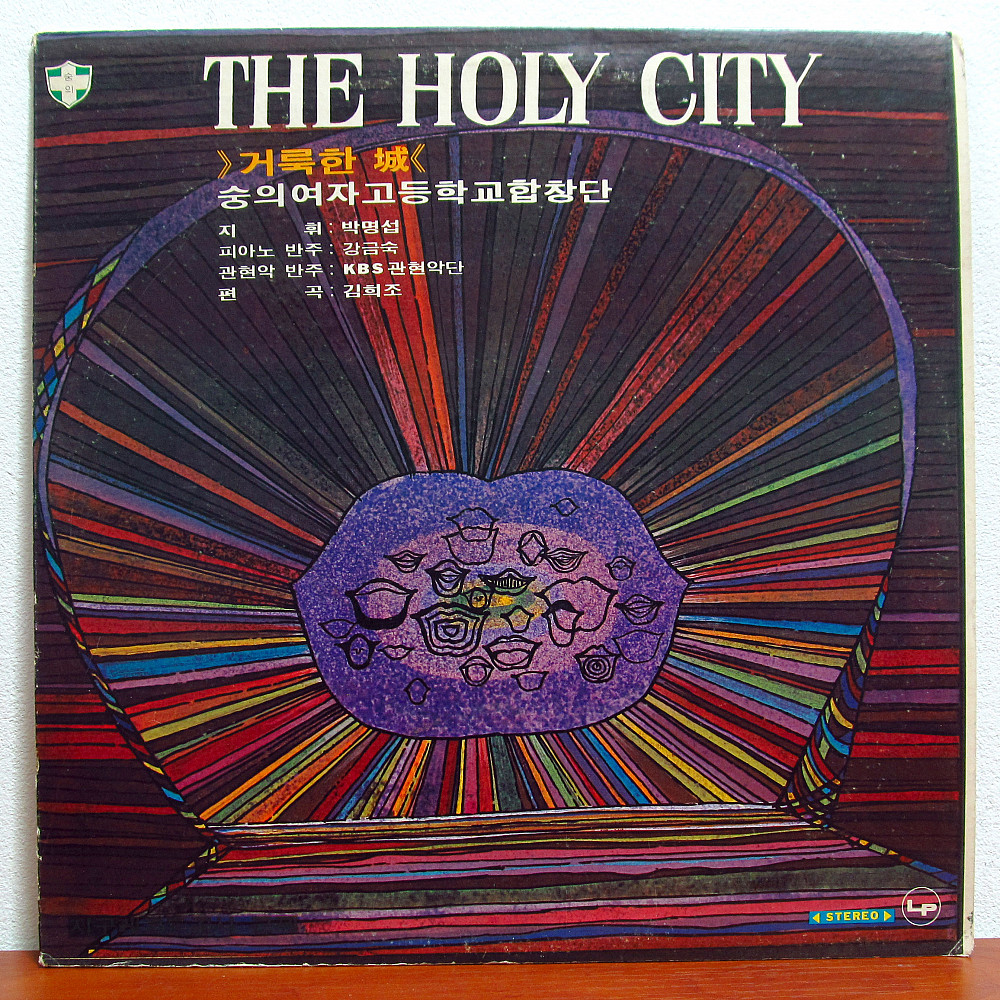 숭
의
THE HOLY CITY
》거룩한 城《
숭의여자고등학교합창단
지 휘 : 박명섭
피아노 반주 : 강금숙
관현악 반주 : KBS 관현악단
편 곡 : 김희조
STEREO
LP